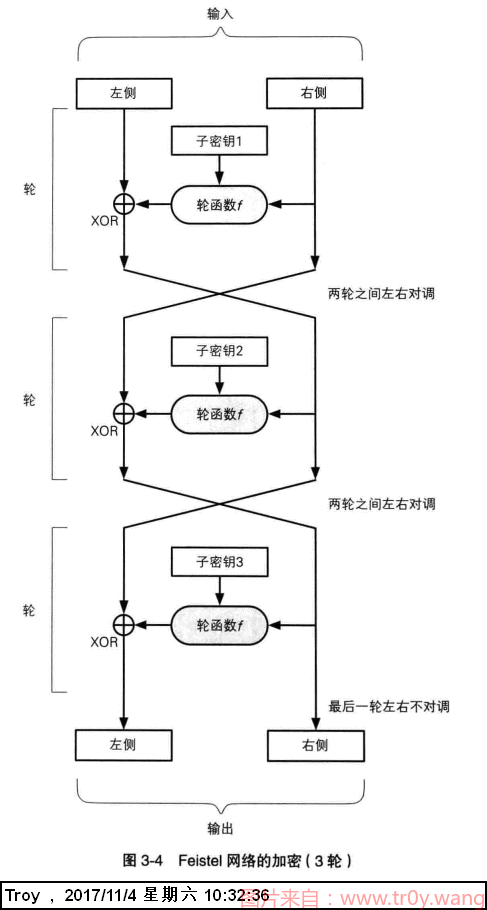 输入
左侧
右侧
子密钥1
轮
轮函数f
XOR
两轮之间左右对调
子密钥2
轮
轮函数f
XOR
两轮之间左右对调
子密钥3
轮
轮函数f
XOR
最后一轮左右不对调
左侧
右侧
输出
图 3-4 Feistel 网络的加密（3 轮）
Troy , 2017/11/4 星期六 10:32:36
图片来自：www.tr0y.wang